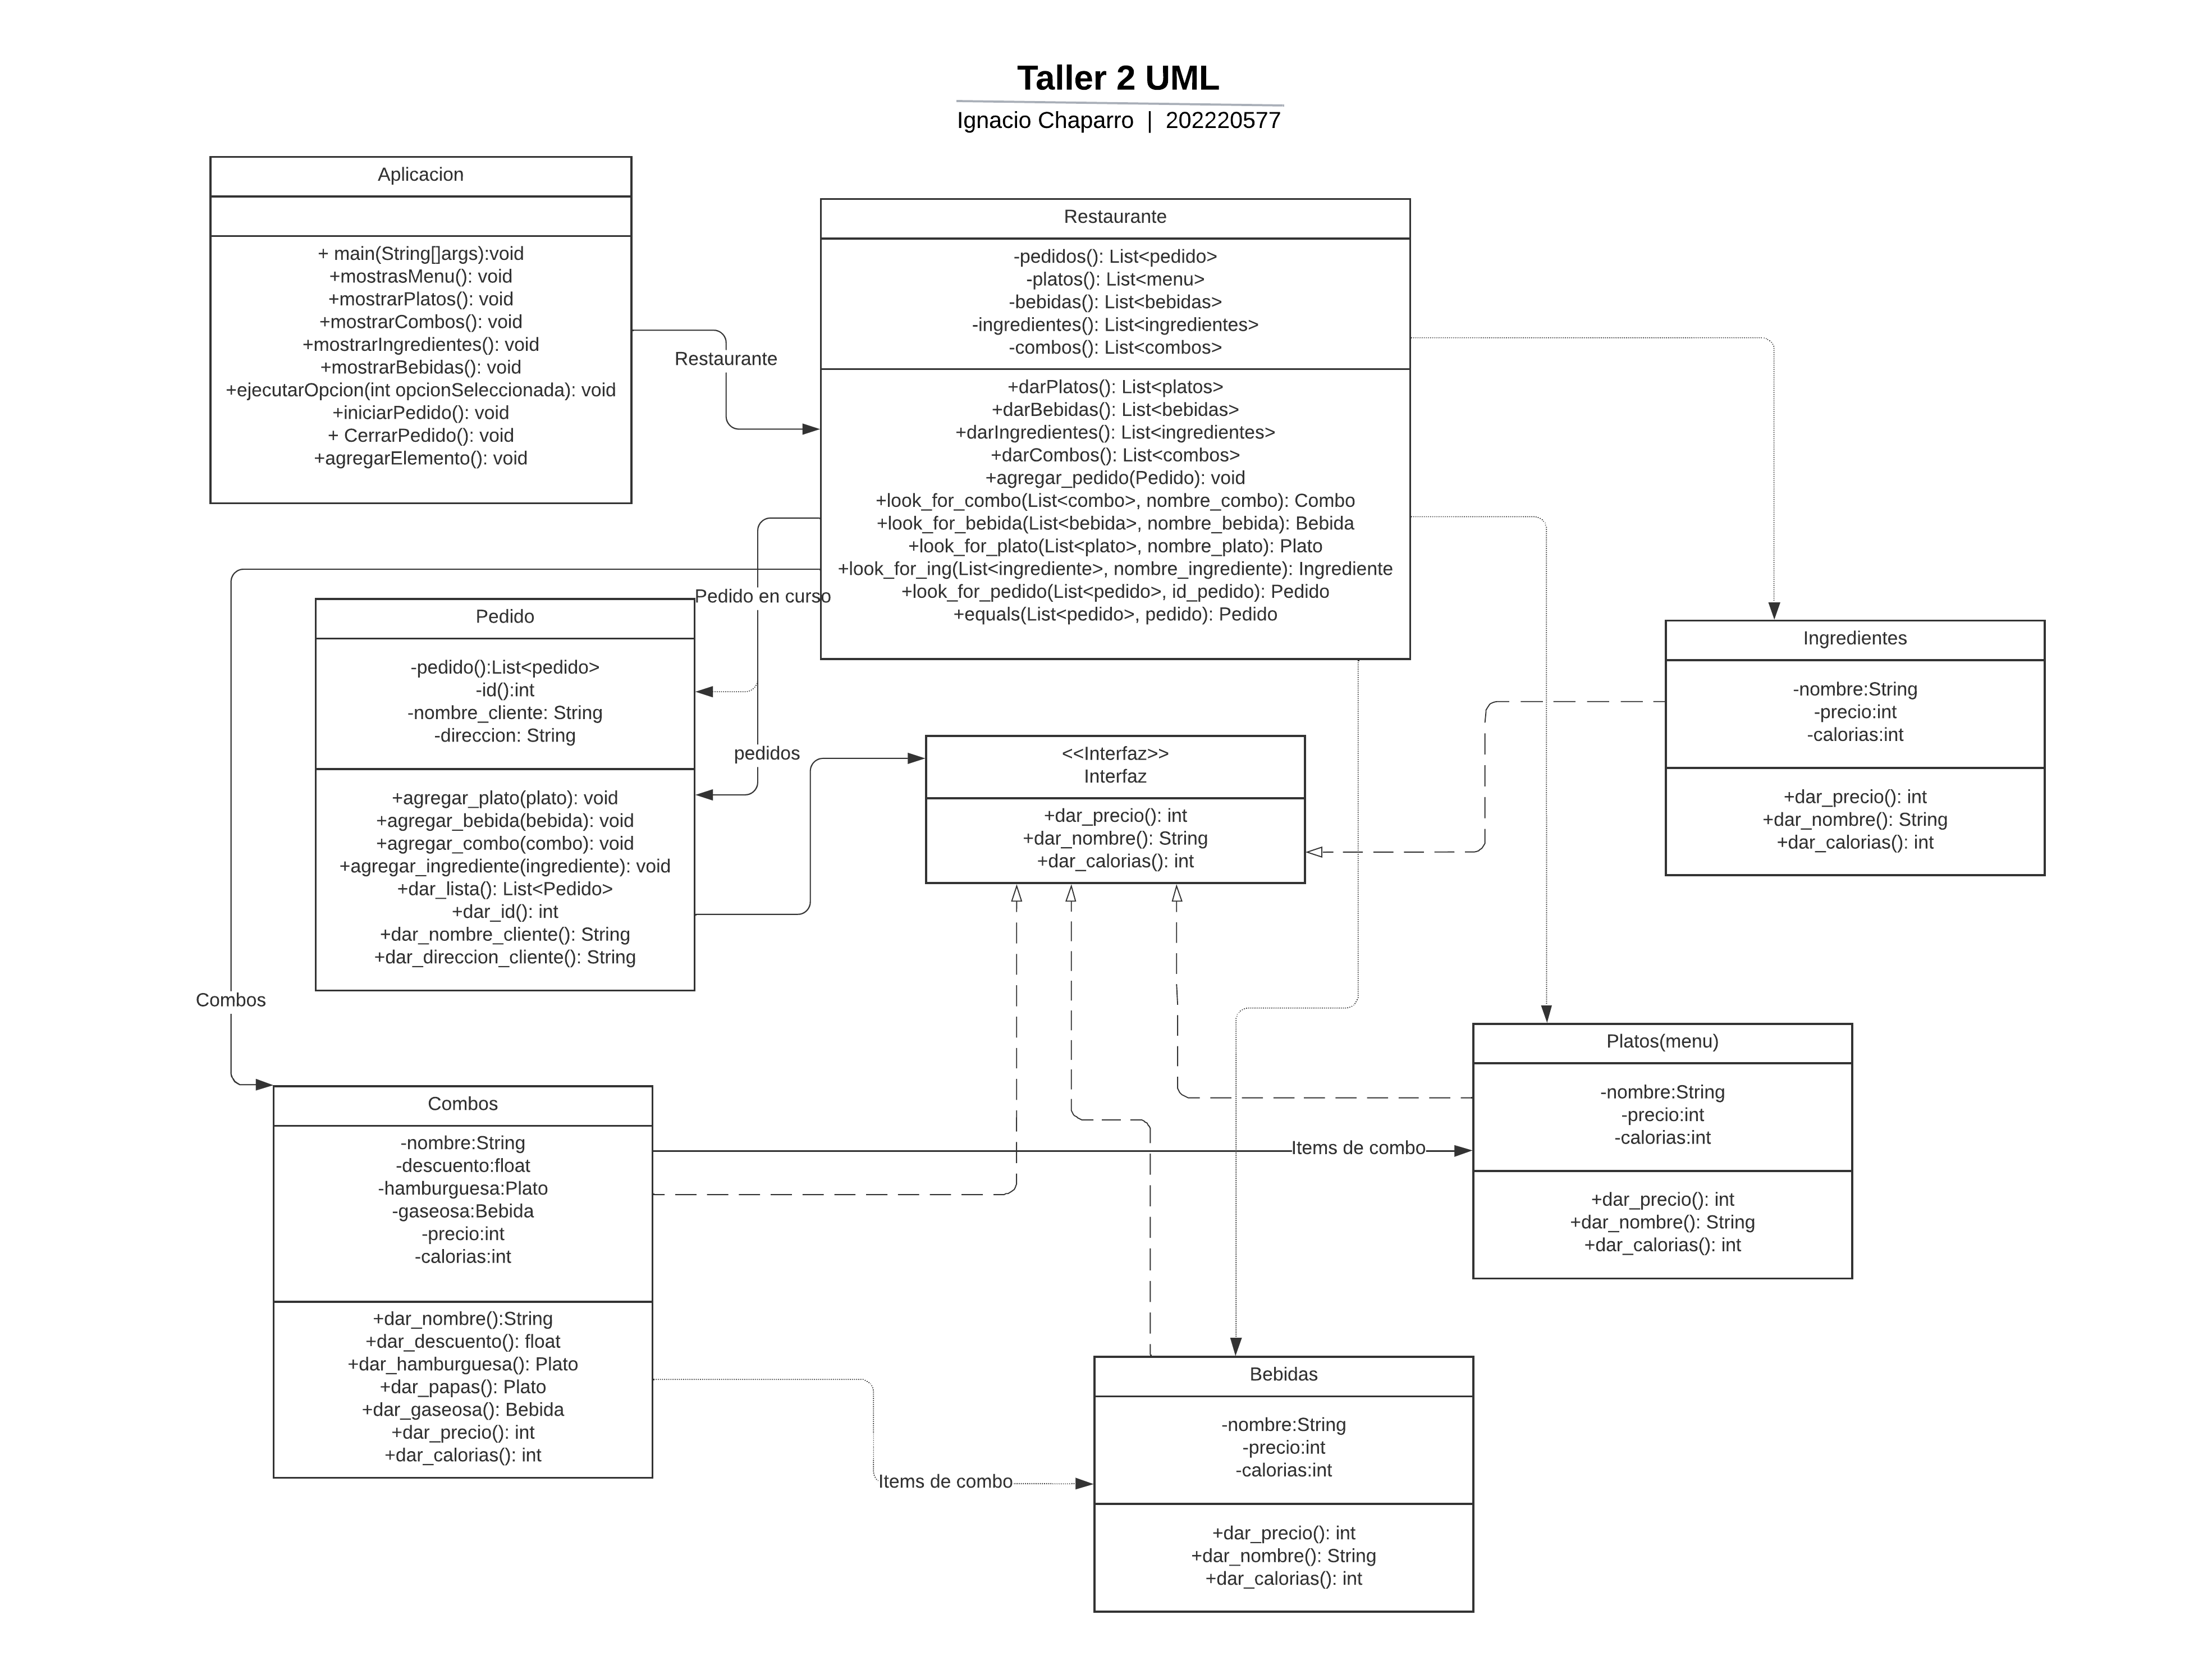 Taller 2 UML
Ignacio Chaparro | 202220577
Aplicacion
+ main(String[]args):void
+mostrasMenu(): void
+mostrarPlatos(): void
+mostrarCombos(): void
+mostrarIngredientes(): void
+mostrarBebidas(): void
+ejecutarOpcion(int opcionSeleccionada): void
+iniciarPedido(): void
+ CerrarPedido(): void
+agregarElemento(): void
Restaurante
Restaurante
-pedidos(): List<pedido>
-platos(): List<menu>
-bebidas(): List<bebidas>
-ingredientes(): List<ingredientes>
-combos(): List<combos>
+darPlatos(): List<platos>
+darBebidas(): List<bebidas>
+darIngredientes(): List<ingredientes>
+darCombos(): List<combos>
+agregar_pedido(Pedido): void
+look_for_combo(List<combo>, nombre_combo): Combo
+look_for_bebida(List<bebida>, nombre_bebida): Bebida
+look_for_plato(List<plato>, nombre_plato): Plato
+look_for_ing(List<ingrediente>, nombre_ingrediente): Ingrediente
+look_for_pedido(List<pedido>, id_pedido): Pedido
+equals(List<pedido>, pedido): Pedido
Pedido en curso
pedidos
Pedido
-pedido():List<pedido>
-id():int
-nombre_cliente: String
-direccion: String
+agregar_plato(plato): void
+agregar_bebida(bebida): void
+agregar_combo(combo): void
+agregar_ingrediente(ingrediente): void
+dar_lista(): List<Pedido>
+dar_id(): int
+dar_nombre_cliente(): String
+dar_direccion_cliente(): String
<<Interfaz>>
Interfaz
+dar_precio(): int
+dar_nombre(): String
+dar_calorias(): int
Ingredientes
-nombre:String
-precio:int
-calorias:int
+dar_precio(): int
+dar_nombre(): String
+dar_calorias(): int
Combos
Combos
-nombre:String
-descuento:float
-hamburguesa:Plato
-gaseosa:Bebida
-precio:int
-calorias:int
+dar_nombre():String
+dar_descuento(): float
+dar_hamburguesa(): Plato
+dar_papas(): Plato
+dar_gaseosa(): Bebida
+dar_precio(): int
+dar_calorias(): int
Items de combo
Platos(menu)
-nombre:String
-precio:int
-calorias:int
+dar_precio(): int
+dar_nombre(): String
+dar_calorias(): int
Items de combo
Bebidas
-nombre:String
-precio:int
-calorias:int
+dar_precio(): int
+dar_nombre(): String
+dar_calorias(): int